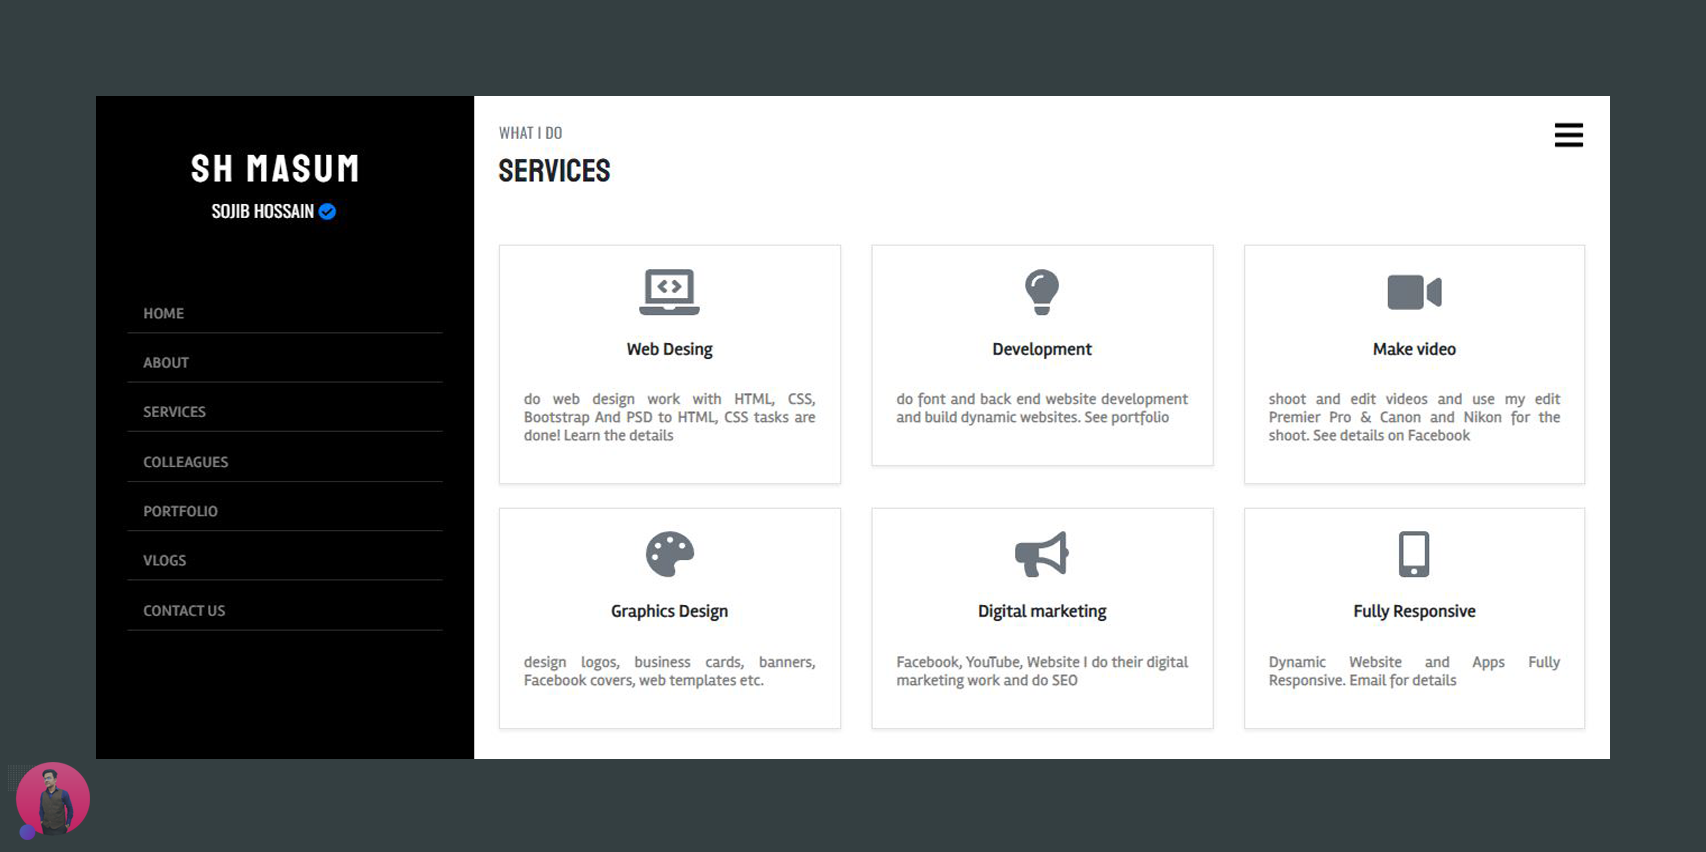 SH MASUM
SOJIB HOSSAIN
HOME
ABOUT
SERVICES
COLLEAGUES
PORTFOLIO
VLOGS
CONTACT US
WHAT I DO
SERVICES
Web Desing
do web design work with HTML, CSS,
Bootstrap And PSD to HTML, CSS tasks are
done! Learn the details
Development
do font and back end website development
and build dynamic websites. See portfolio
Make video
shoot and edit videos and use my edit
Premier Pro & Canon and Nikon for the
shoot. See details on Facebook
Graphics Design
design logos, business cards, banners,
Facebook covers, web templates etc.
Digital marketing
Facebook, YouTube, Website I do their digital
marketing work and do SEO
Fully Responsive
Dynamic Website and Apps Fully
Responsive. Email for details